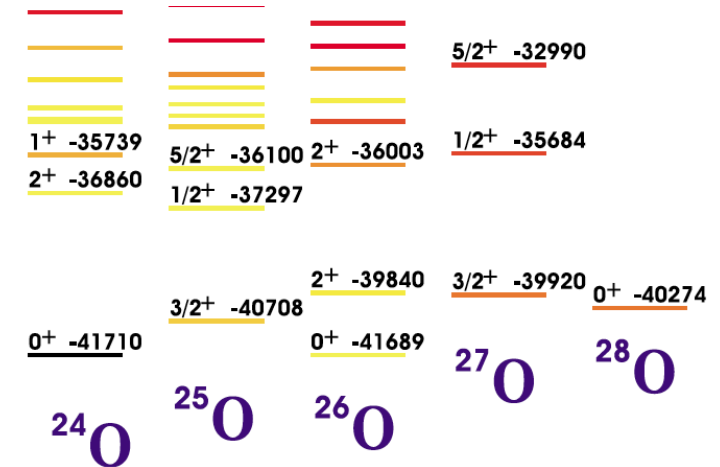 1+ -35739
2+ -36860
0+ -41710
24O
5/2+ -36100
1/2+ -37297
3/2+ -40708
25O
2+ -36003
2+ -39840
0+ -41689
26O
5/2+ -32990
1/2+ -35684
3/2+ -39920
27O
0+ -40274
28O